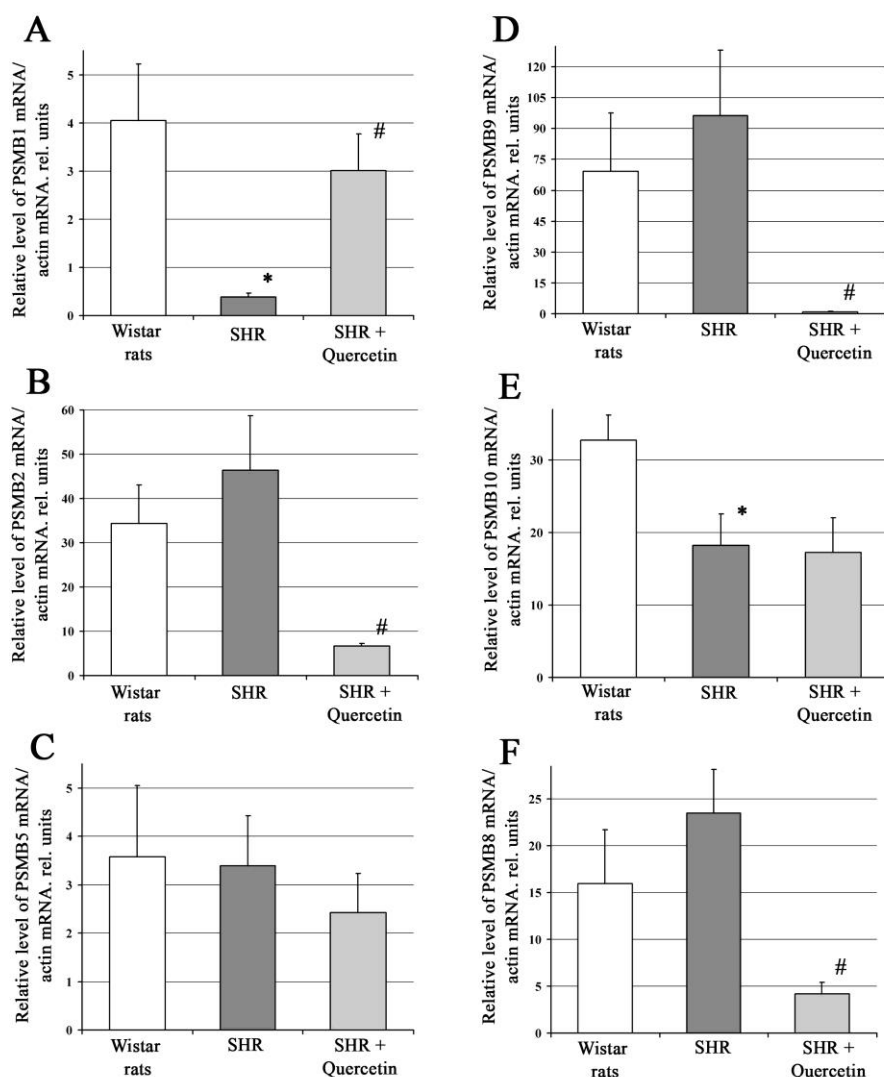 A
Relative level of PSMB1 mRNA/
actin mRNA. rel. units
5
4
3
2
1
0
*
#
Wistar
rats
SHR
SHR +
Quercetin
B
Relative level of PSMB2 mRNA/
actin mRNA. rel. units
60
50
40
30
20
10
0
#
Wistar
rats
SHR
SHR +
Quercetin
C
Relative level of PSMB5 mRNA/
actin mRNA. rel. units
5
4
3
2
1
0
Wistar
rats
SHR
SHR +
Quercetin
D
Relative level of PSMB9 mRNA/
actin mRNA. rel. units
120
105
90
75
60
45
30
15
0
#
Wistar
rats
SHR
SHR +
Quercetin
E
Relative level of PSMB10 mRNA/
actin mRNA. rel. units
30
20
10
0
*
Wistar
rats
SHR
SHR +
Quercetin
F
Relative level of PSMB8 mRNA/
actin mRNA. rel. units
25
20
15
10
5
0
#
Wistar
rats
SHR
SHR +
Quercetin